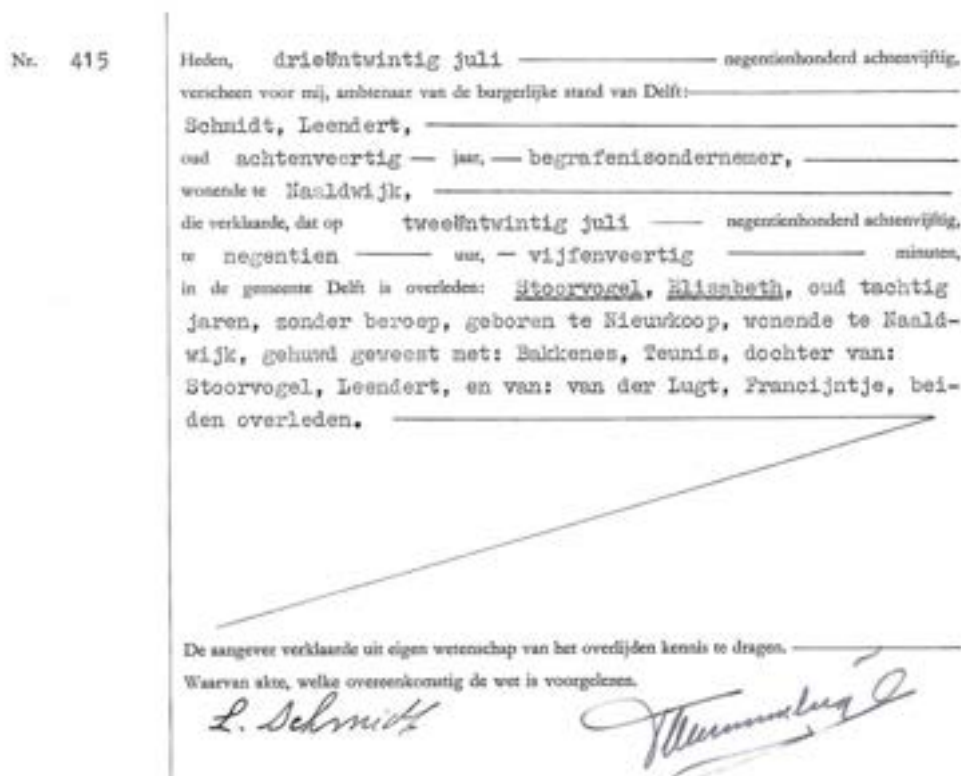 Nr. 415
Heden, drieëntwintig juli negentienhonderd achtenvijftig,
verscheen voor mij, ambtenaar van de burgerlijke stand van Delft:
Schmidt, Leendert,
oud achtenveertig — jaar, — begrafenisondernemer,
wonende te Naaldwijk,
die verklaarde, dat op tweeëntwintig juli — negentienhonderd achtenvijftig,
te negentien — uur, — vijfenveertig — minuten,
in de gemeente Delft is overleden: Stoorvogel, Elisabeth, oud tachtig
jaren, zonder beroep, geboren te Nieuwkoop, wonende te Naald-
wijk, gehuwd geweest met: Bakkenes, Teunis, dochter van:
Stoorvogel, Leendert, en van: van der Lugt, Francijntje, bei-
den overleden.
De aangever verklaarde uit eigen wetenschap van het overlijden kennis te dragen.
Waarvan akte, welke overeenkomstig de wet is voorgelezen.
L. Schmidt